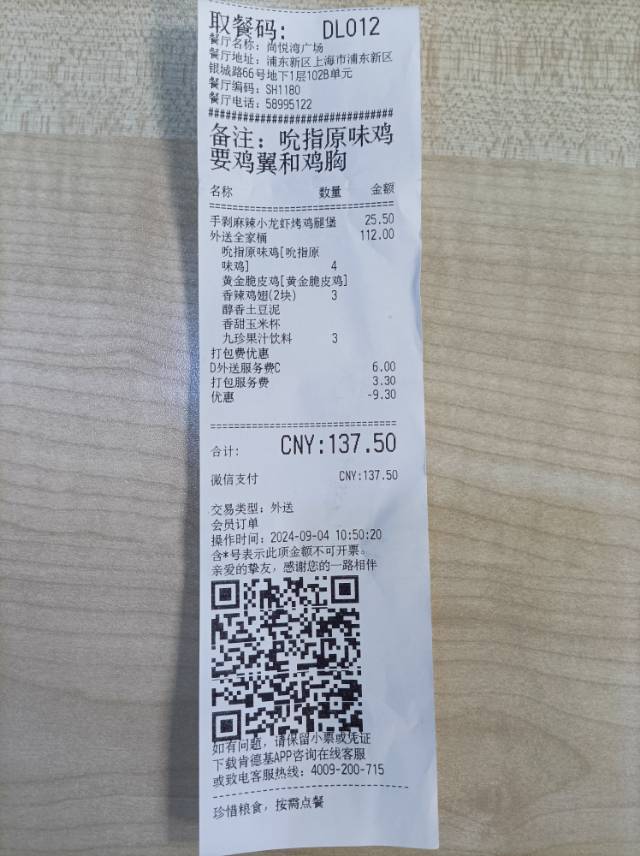 取餐码: DL012
餐厅名称: 尚悦湾广场
餐厅地址: 浦东新区上海市浦东新区
银城路66号地下1层102B单元
餐厅编码: SH1180
餐厅电话: 58995122
################################
备注: 吮指原味鸡
要鸡翼和鸡胸
名称 数量 金额
================================
手剥麻辣小龙虾烤鸡腿堡 25.50
外送全家桶 112.00
吮指原味鸡[吮指原
味鸡] 4
黄金脆皮鸡[黄金脆皮鸡]
香辣鸡翅(2块) 3
醇香土豆泥
香甜玉米杯
九珍果汁饮料 3
打包费优惠
D外送服务费C 6.00
打包服务费 3.30
优惠 -9.30
================================
合计: CNY:137.50
微信支付 CNY:137.50
交易类型: 外送
会员订单
操作时间: 2024-09-04 10:50:20
含*号表示此项金额不可开票。
亲爱的挚友，感谢您的一路相伴
如有问题，请保留小票或凭证
下载肯德基APP咨询在线客服
或致电客服热线: 4009-200-715
--------------------------------
珍惜粮食，按需点餐